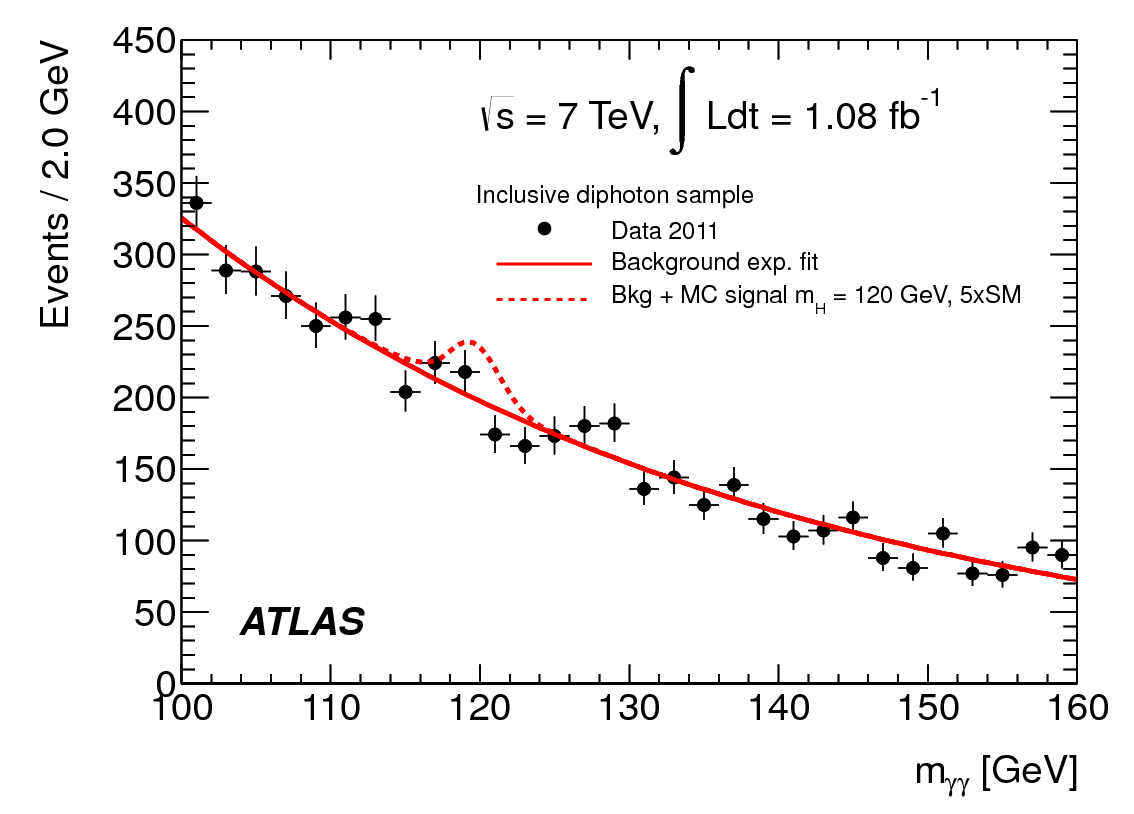 Events / 2.0 GeV
450
400
350
300
250
200
150
100
50
0
√s = 7 TeV, ∫ Ldt = 1.08 fb⁻¹
Inclusive diphoton sample
Data 2011
Background exp. fit
Bkg + MC signal m_H = 120 GeV, 5xSM
ATLAS
100 110 120 130 140 150 160
m_γγ [GeV]